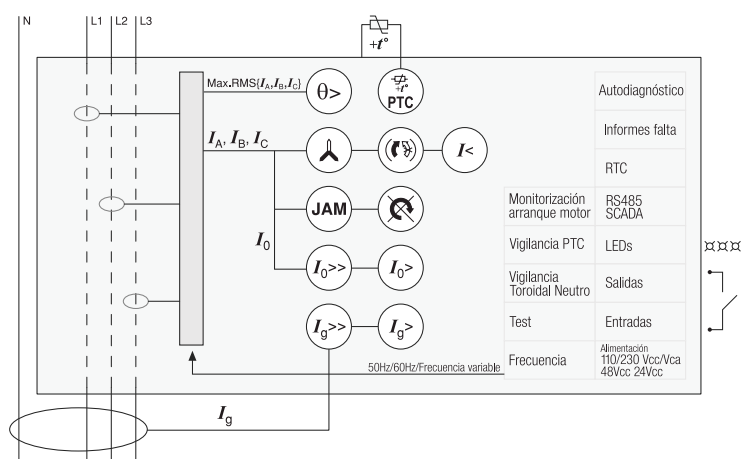 N
L1
L2
L3
+t°
Max.RMS{IA,IB,IC}
θ>
+t°
PTC
Autodiagnóstico
Informes falta
IA, IB, IC
I<
RTC
JAM
Monitorización
arranque motor
RS485
SCADA
I0
Vigilancia PTC
LEDs
I0>>
I0>
Vigilancia
Toroidal Neutro
Salidas
Ig>>
Ig>
Test
Entradas
50Hz/60Hz/Frecuencia variable
Frecuencia
Alimentación
110/230 Vcc/Vca
48Vcc 24Vcc
Ig